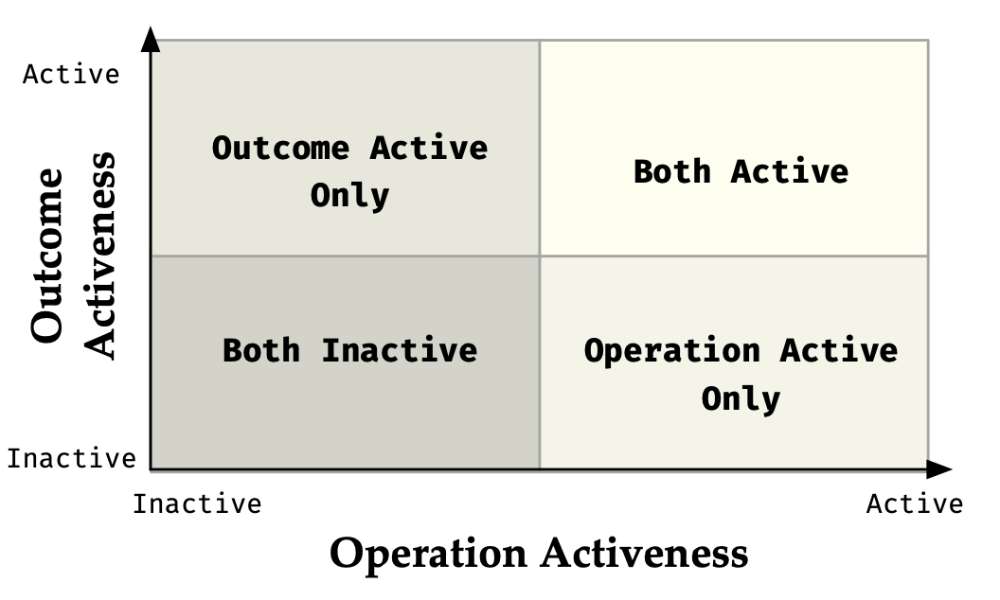 Active
Outcome
Activeness
Inactive
Outcome Active
Only
Both Active
Both Inactive
Operation Active
Only
Inactive
Active
Operation Activeness